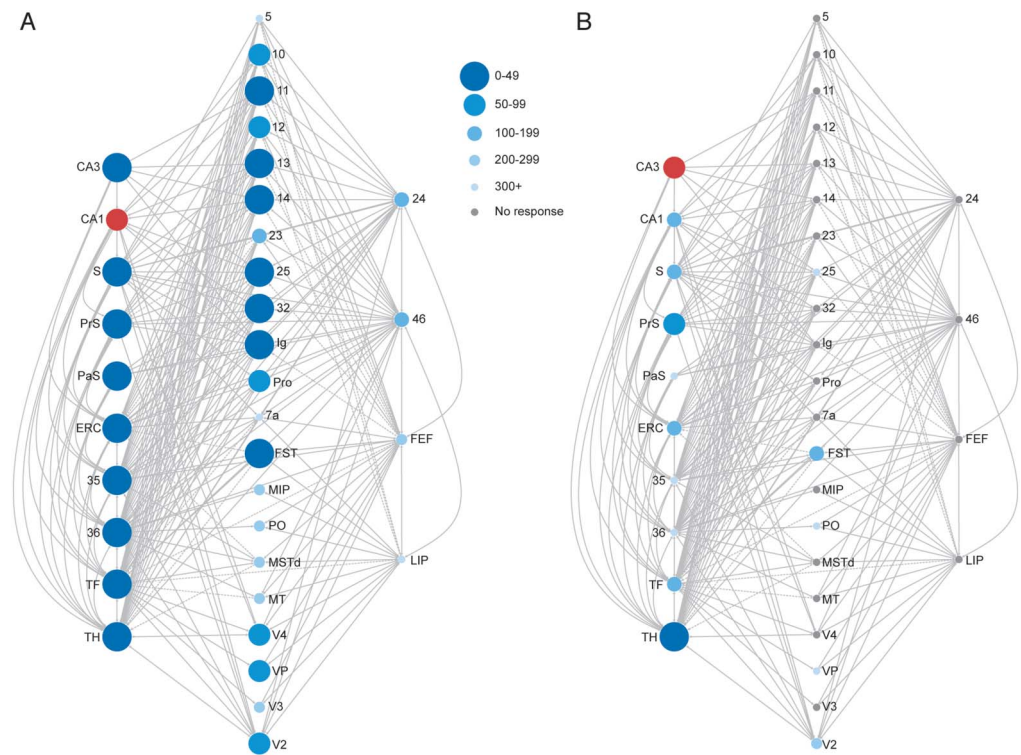 A
5
10
11
12
13
14
23
25
32
Ig
Pro
7a
FST
MIP
PO
MSTd
MT
V4
VP
V3
V2
CA3
CA1
S
PrS
PaS
ERC
35
36
TF
TH
24
46
FEF
LIP
0-49
50-99
100-199
200-299
300+
No response
B
5
10
11
12
13
14
23
25
32
Ig
Pro
7a
FST
MIP
PO
MSTd
MT
V4
VP
V3
V2
CA3
CA1
S
PrS
PaS
ERC
35
36
TF
TH
24
46
FEF
LIP